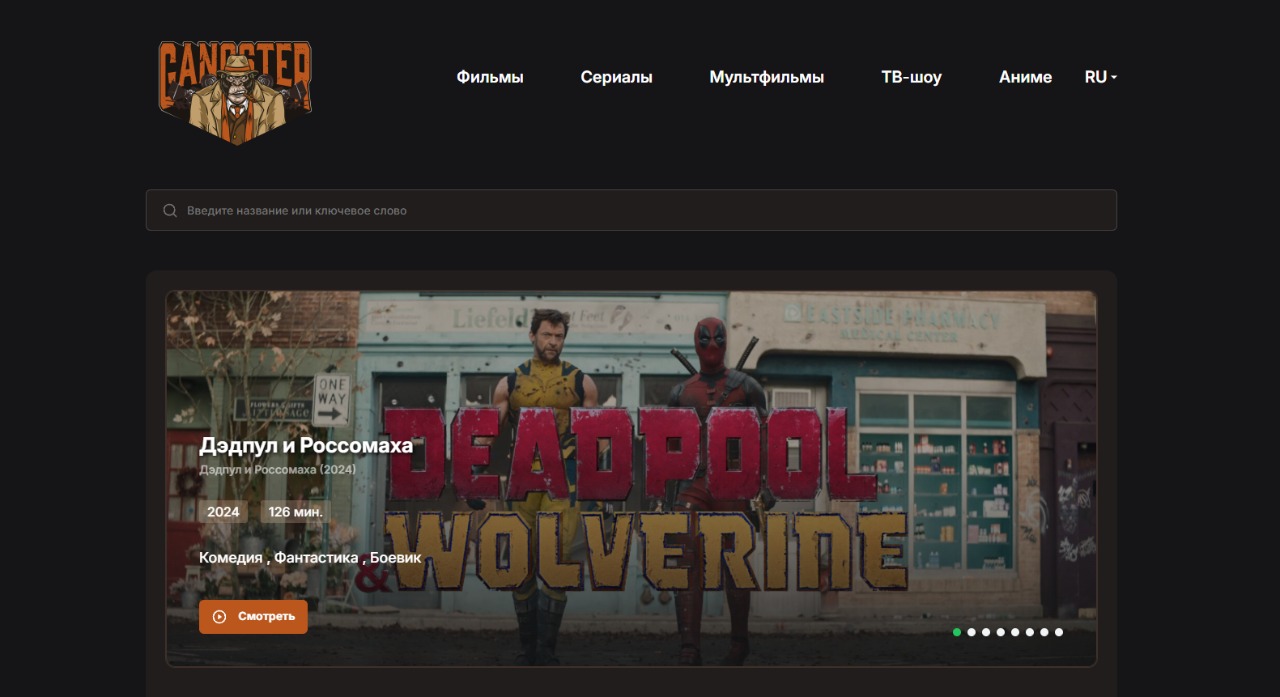 GANGSTER
Фильмы Сериалы Мультфильмы ТВ-шоу Аниме RU
Введите название или ключевое слово
Liefeld's Just Feet
EASTSIDE PHARMACY
MEDICAL CENTER
ONE
WAY
DEADPOOL
&WOLVERINE
Дэдпул и Россомаха
Дэдпул и Россомаха (2024)
2024 126 мин.
Комедия , Фантастика , Боевик
Смотреть